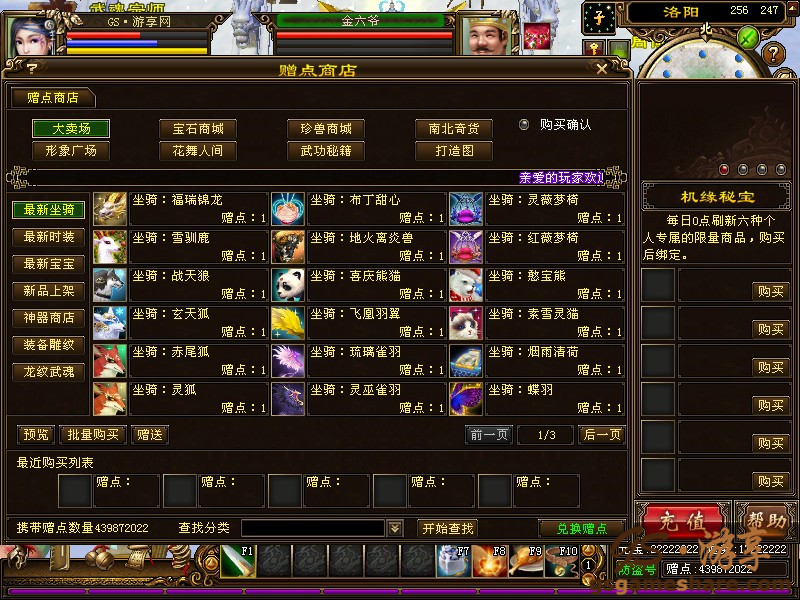 武魂宗师
GS·游享网
金六爷
洛阳 256 247
北
赠点商店
赠点商店
大卖场 宝石商城 珍兽商城 南北奇货 购买确认
形象广场 花舞人间 武功秘籍 打造图
亲爱的玩家欢迎
最新坐骑
最新时装
最新宝宝
新品上架
神器商店
装备雕纹
龙纹武魂
坐骑：福瑞锦龙 坐骑：布丁甜心 坐骑：灵薇梦椅
赠点：1 赠点：1 赠点：1
坐骑：雪驯鹿 坐骑：地火离炎兽 坐骑：红薇梦椅
赠点：1 赠点：1 赠点：1
坐骑：战天狼 坐骑：喜庆熊猫 坐骑：憨宝熊
赠点：1 赠点：1 赠点：1
坐骑：玄天狐 坐骑：飞凰羽翼 坐骑：素雪灵猫
赠点：1 赠点：1 赠点：1
坐骑：赤尾狐 坐骑：琉璃雀羽 坐骑：烟雨清荷
赠点：1 赠点：1 赠点：1
坐骑：灵狐 坐骑：灵巫雀羽 坐骑：蝶羽
赠点：1 赠点：1 赠点：1
预览 批量购买 赠送 前一页 1/3 后一页
最近购买列表
赠点： 赠点： 赠点： 赠点： 赠点：
携带赠点数量439872022 查找分类 开始查找 兑换赠点
机缘秘宝
每日0点刷新六种个
人专属的限量商品，购买
后绑定。
购买
购买
购买
购买
购买
购买
充值 帮助
F1 F7 F8 F9 F10 1
防盗号 赠点：439872022